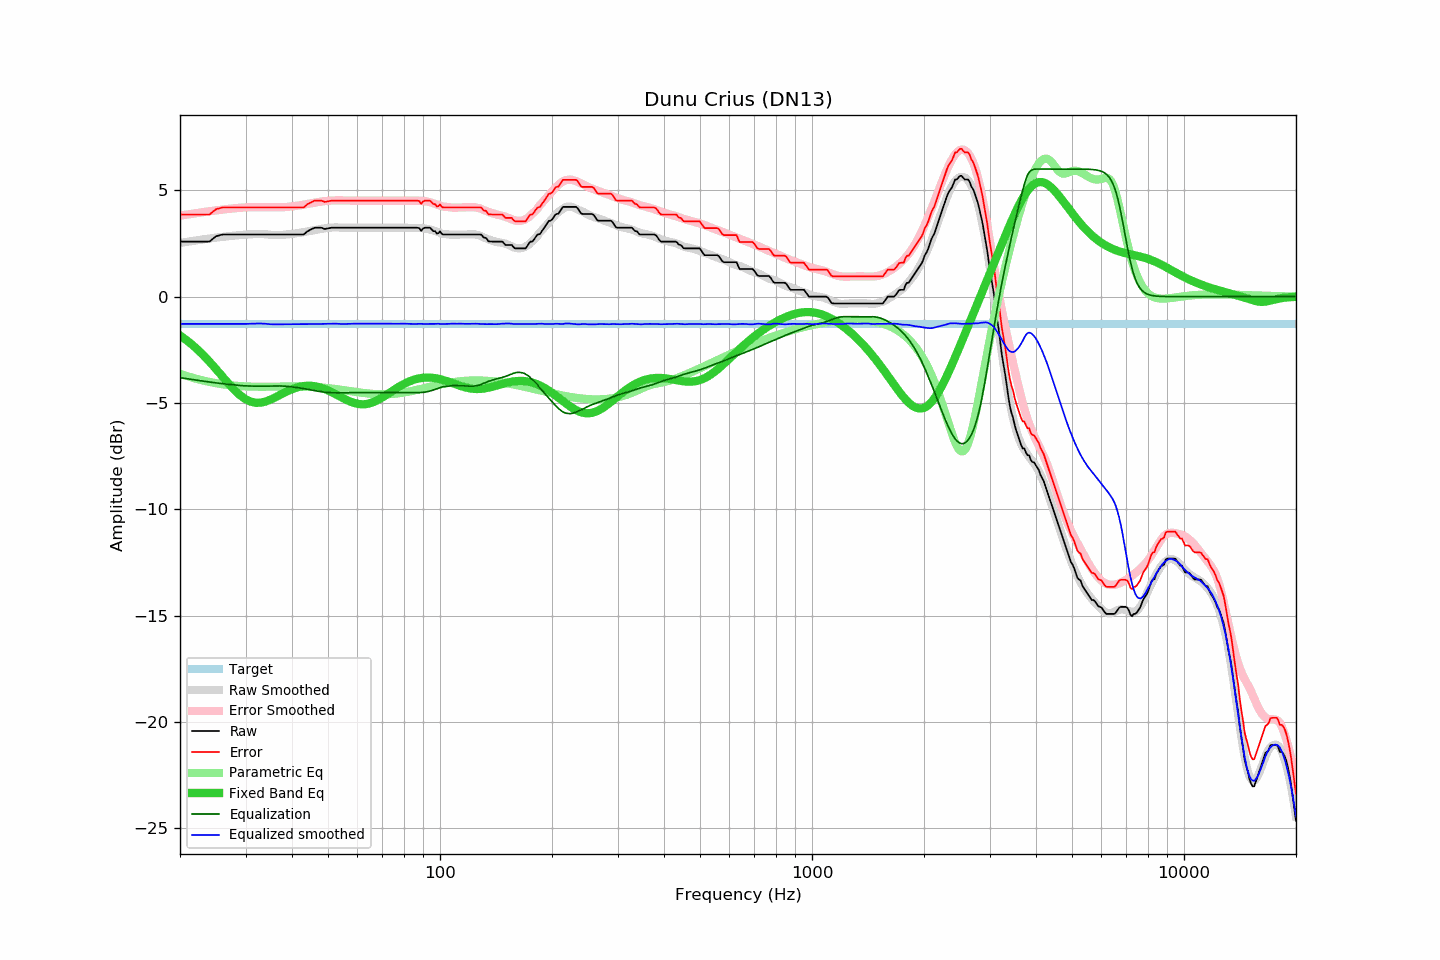 Dunu Crius (DN13)
5
0
−5
−10
−15
−20
−25
Amplitude (dBr)
Target
Raw Smoothed
Error Smoothed
Raw
Error
Parametric Eq
Fixed Band Eq
Equalization
Equalized smoothed
100
1000
10000
Frequency (Hz)